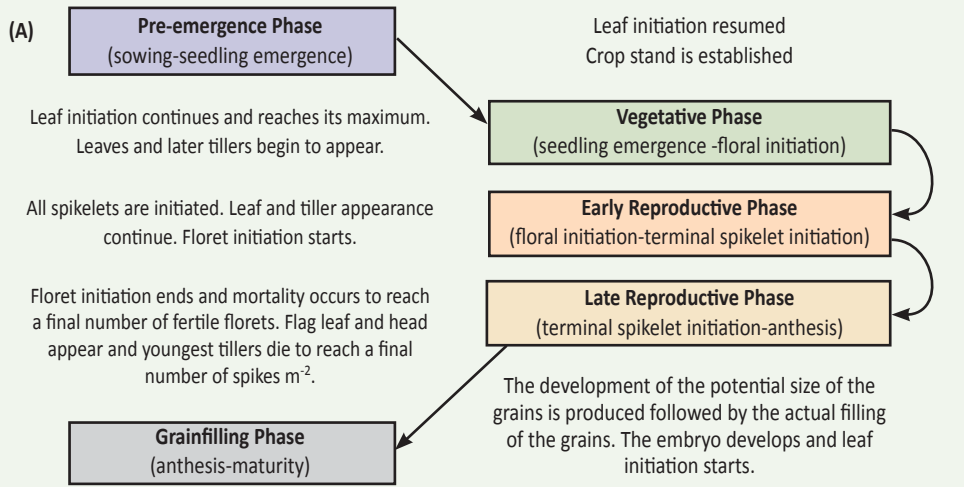 (A)
Pre-emergence Phase
(sowing-seedling emergence)
Leaf initiation resumed
Crop stand is established
Leaf initiation continues and reaches its maximum.
Leaves and later tillers begin to appear.
Vegetative Phase
(seedling emergence -floral initiation)
All spikelets are initiated. Leaf and tiller appearance
continue. Floret initiation starts.
Early Reproductive Phase
(floral initiation-terminal spikelet initiation)
Floret initiation ends and mortality occurs to reach
a final number of fertile florets. Flag leaf and head
appear and youngest tillers die to reach a final
number of spikes m⁻².
Late Reproductive Phase
(terminal spikelet initiation-anthesis)
Grainfilling Phase
(anthesis-maturity)
The development of the potential size of the
grains is produced followed by the actual filling
of the grains. The embryo develops and leaf
initiation starts.